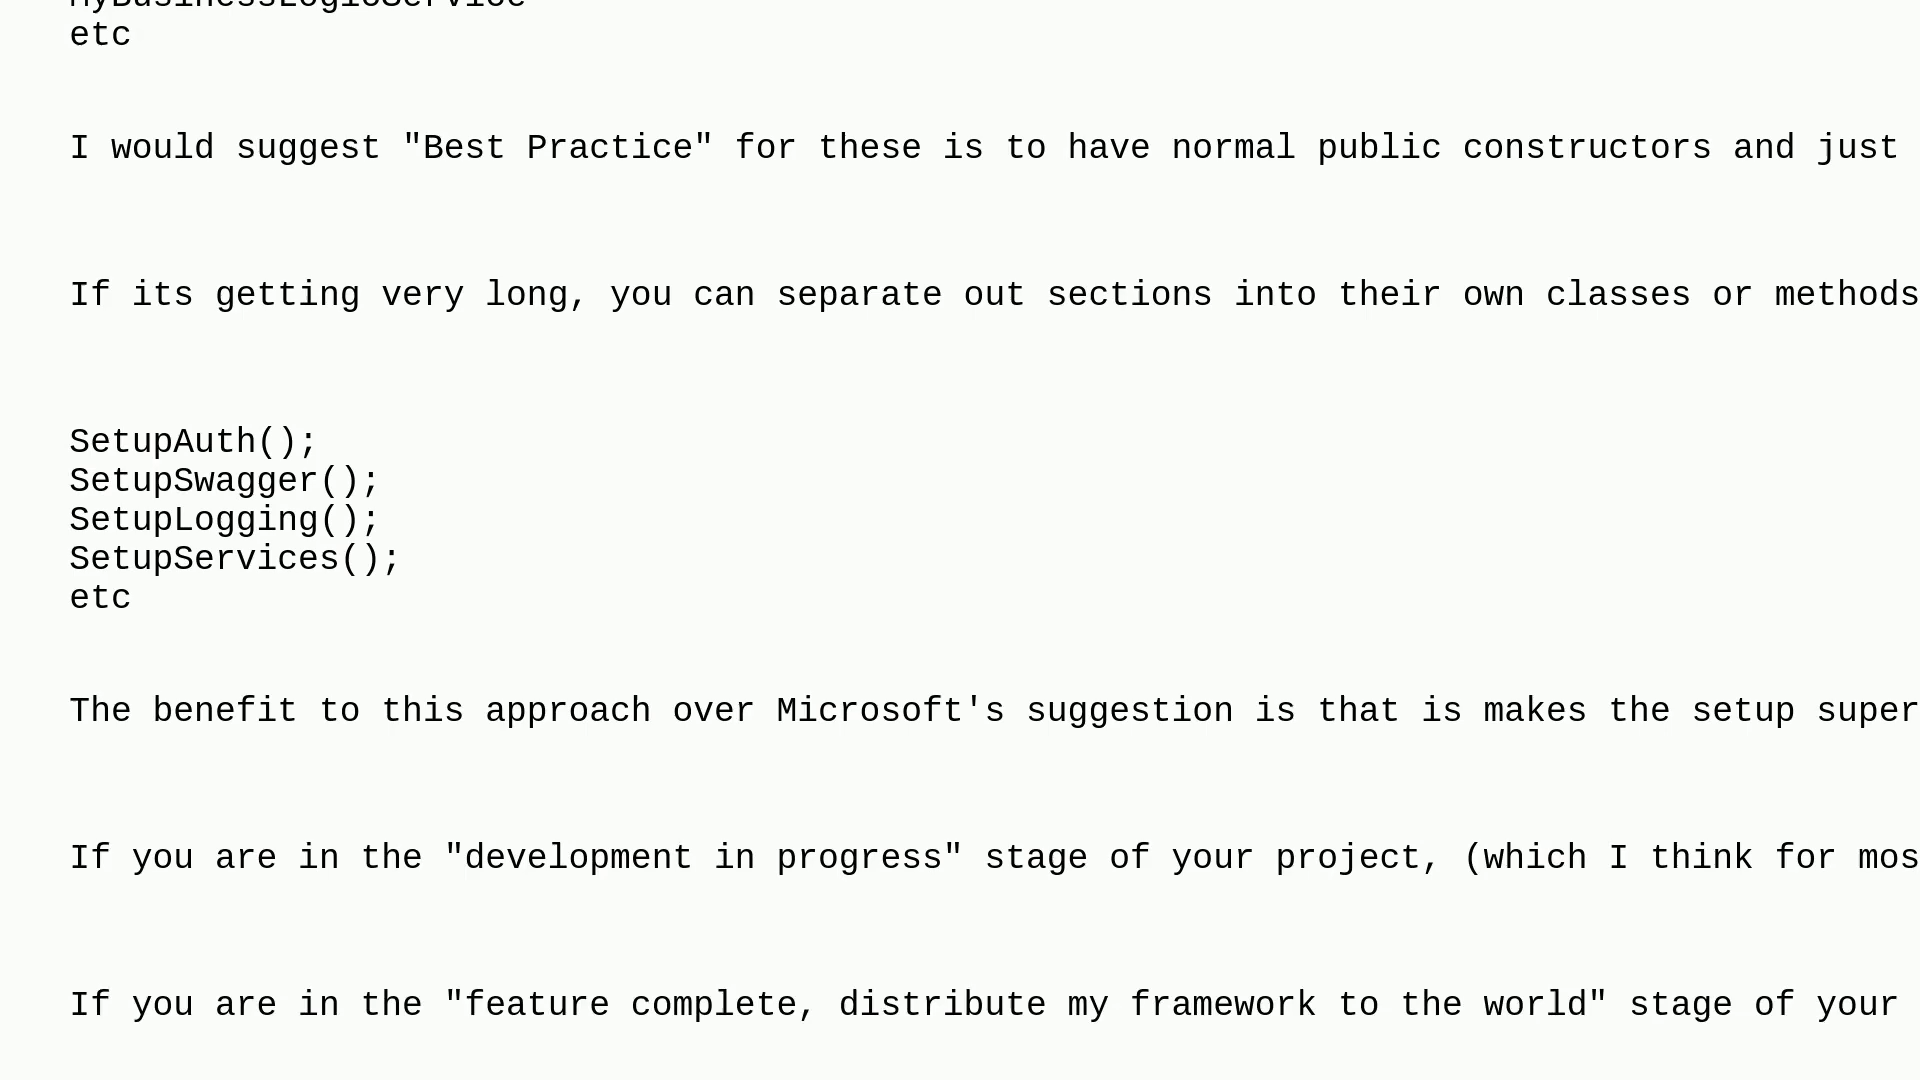 MyBusinessLogicService
etc
I would suggest "Best Practice" for these is to have normal public constructors and just
If its getting very long, you can separate out sections into their own classes or methods
SetupAuth();
SetupSwagger();
SetupLogging();
SetupServices();
etc
The benefit to this approach over Microsoft's suggestion is that is makes the setup super
If you are in the "development in progress" stage of your project, (which I think for mos
If you are in the "feature complete, distribute my framework to the world" stage of your